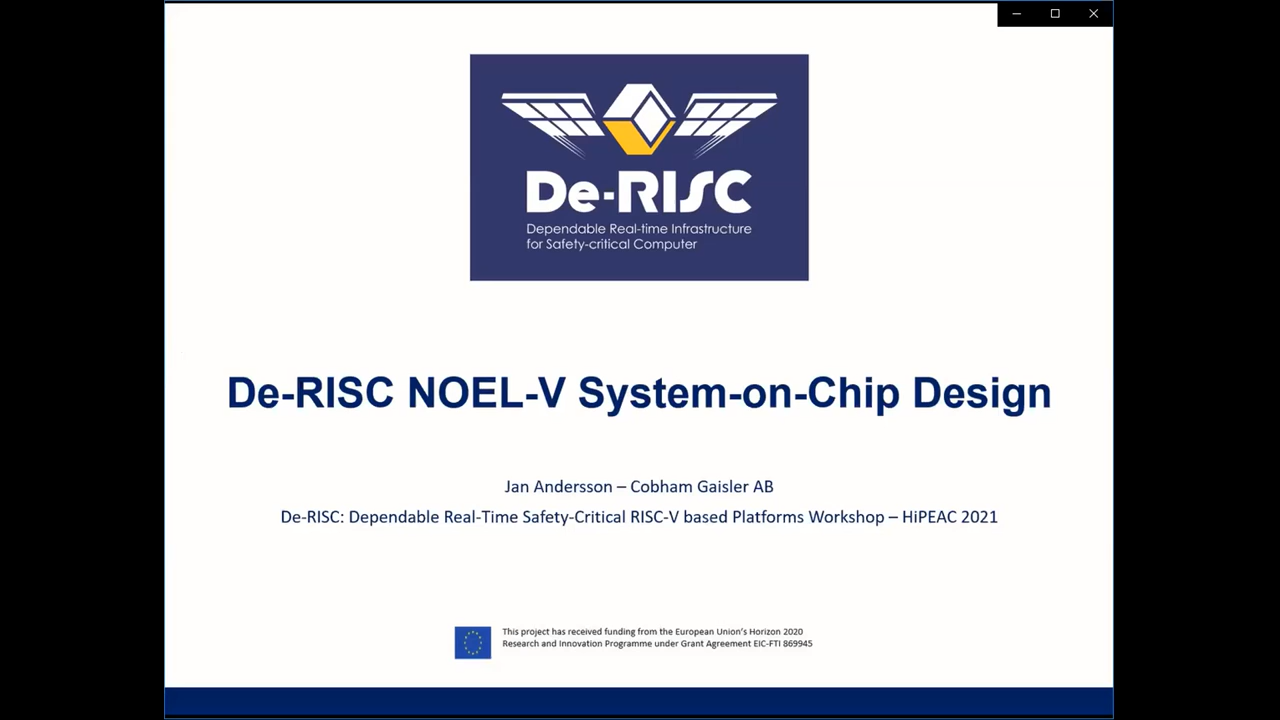 De-RISC
Dependable Real-time Infrastructure
for Safety-critical Computer
De-RISC NOEL-V System-on-Chip Design
Jan Andersson – Cobham Gaisler AB
De-RISC: Dependable Real-Time Safety-Critical RISC-V based Platforms Workshop – HiPEAC 2021
This project has received funding from the European Union's Horizon 2020
Research and Innovation Programme under Grant Agreement EIC-FTI 869945